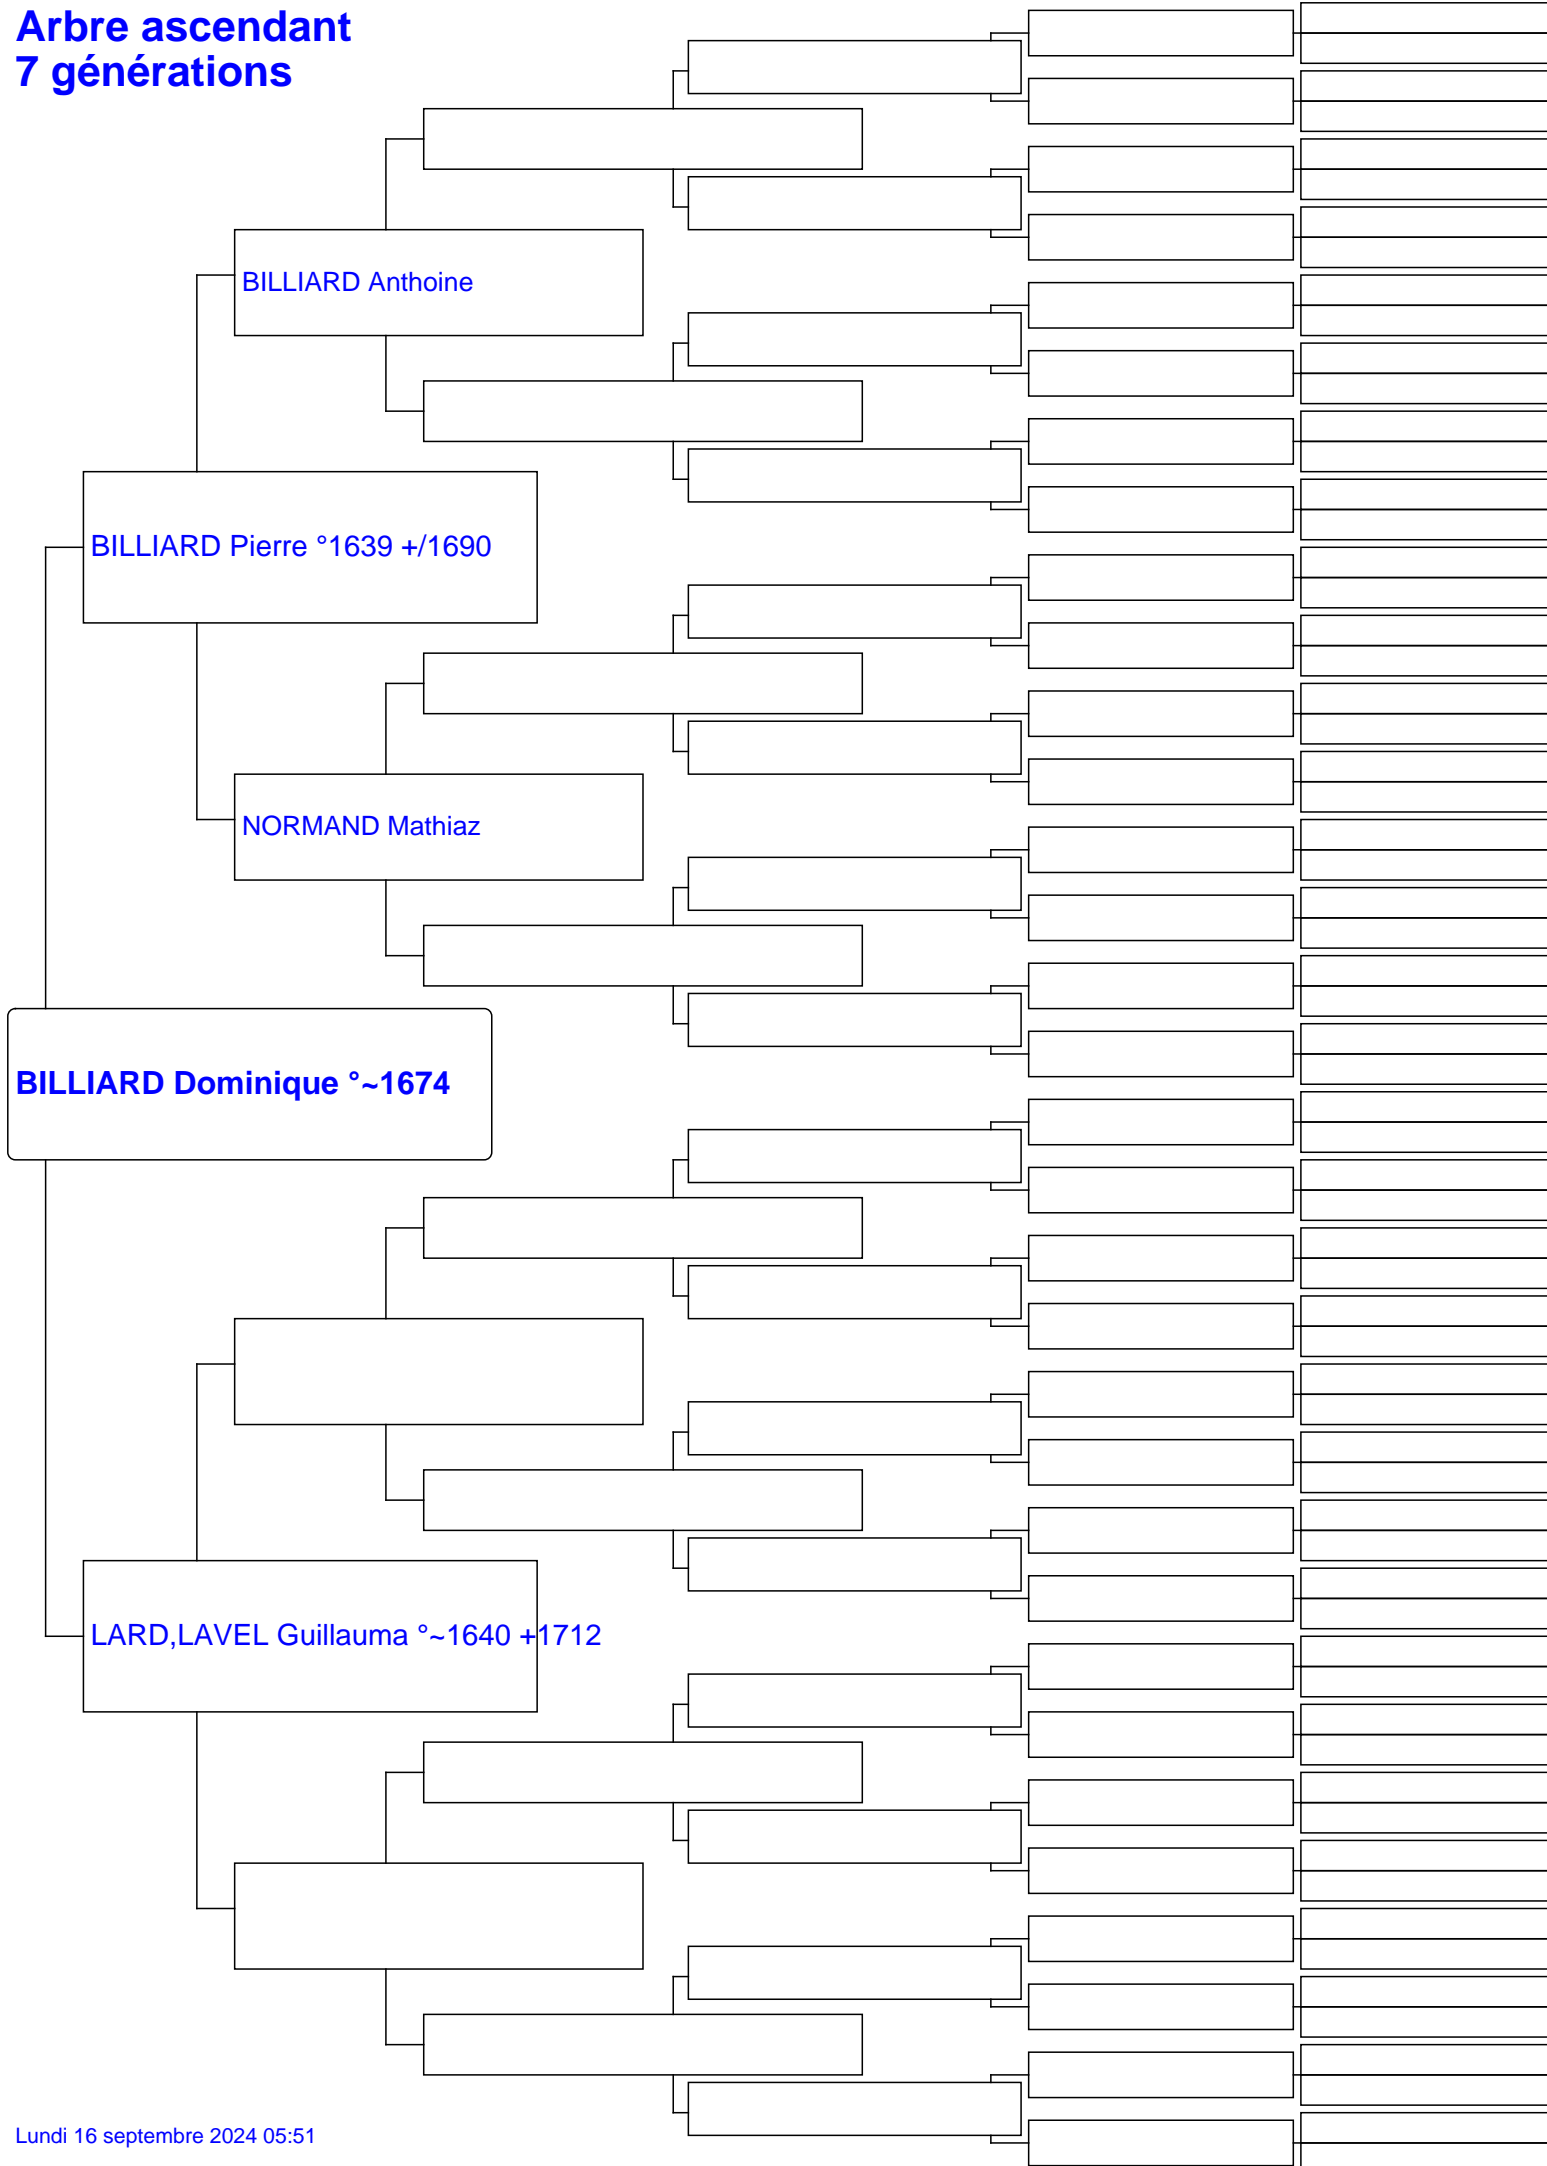 Arbre ascendant
7 générations
BILLIARD Anthoine
BILLIARD Pierre °1639 +/1690
NORMAND Mathiaz
BILLIARD Dominique °~1674
LARD,LAVEL Guillauma °~1640 +1712
Lundi 16 septembre 2024 05:51